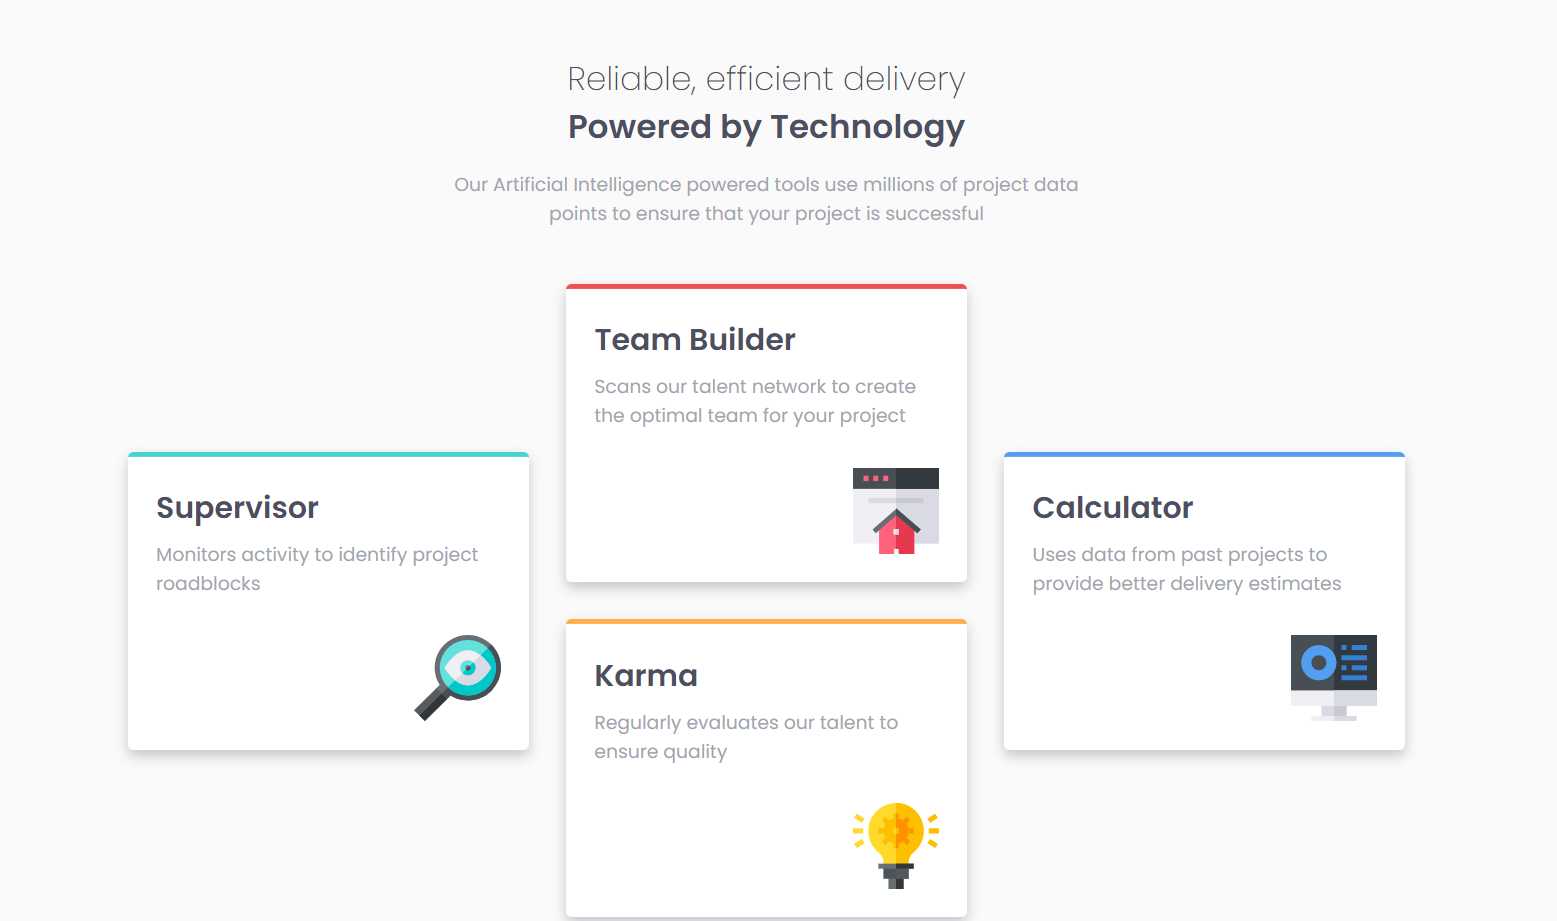 Reliable, efficient delivery
Powered by Technology
Our Artificial Intelligence powered tools use millions of project data
points to ensure that your project is successful
Team Builder
Scans our talent network to create
the optimal team for your project
Supervisor
Monitors activity to identify project
roadblocks
Calculator
Uses data from past projects to
provide better delivery estimates
Karma
Regularly evaluates our talent to
ensure quality